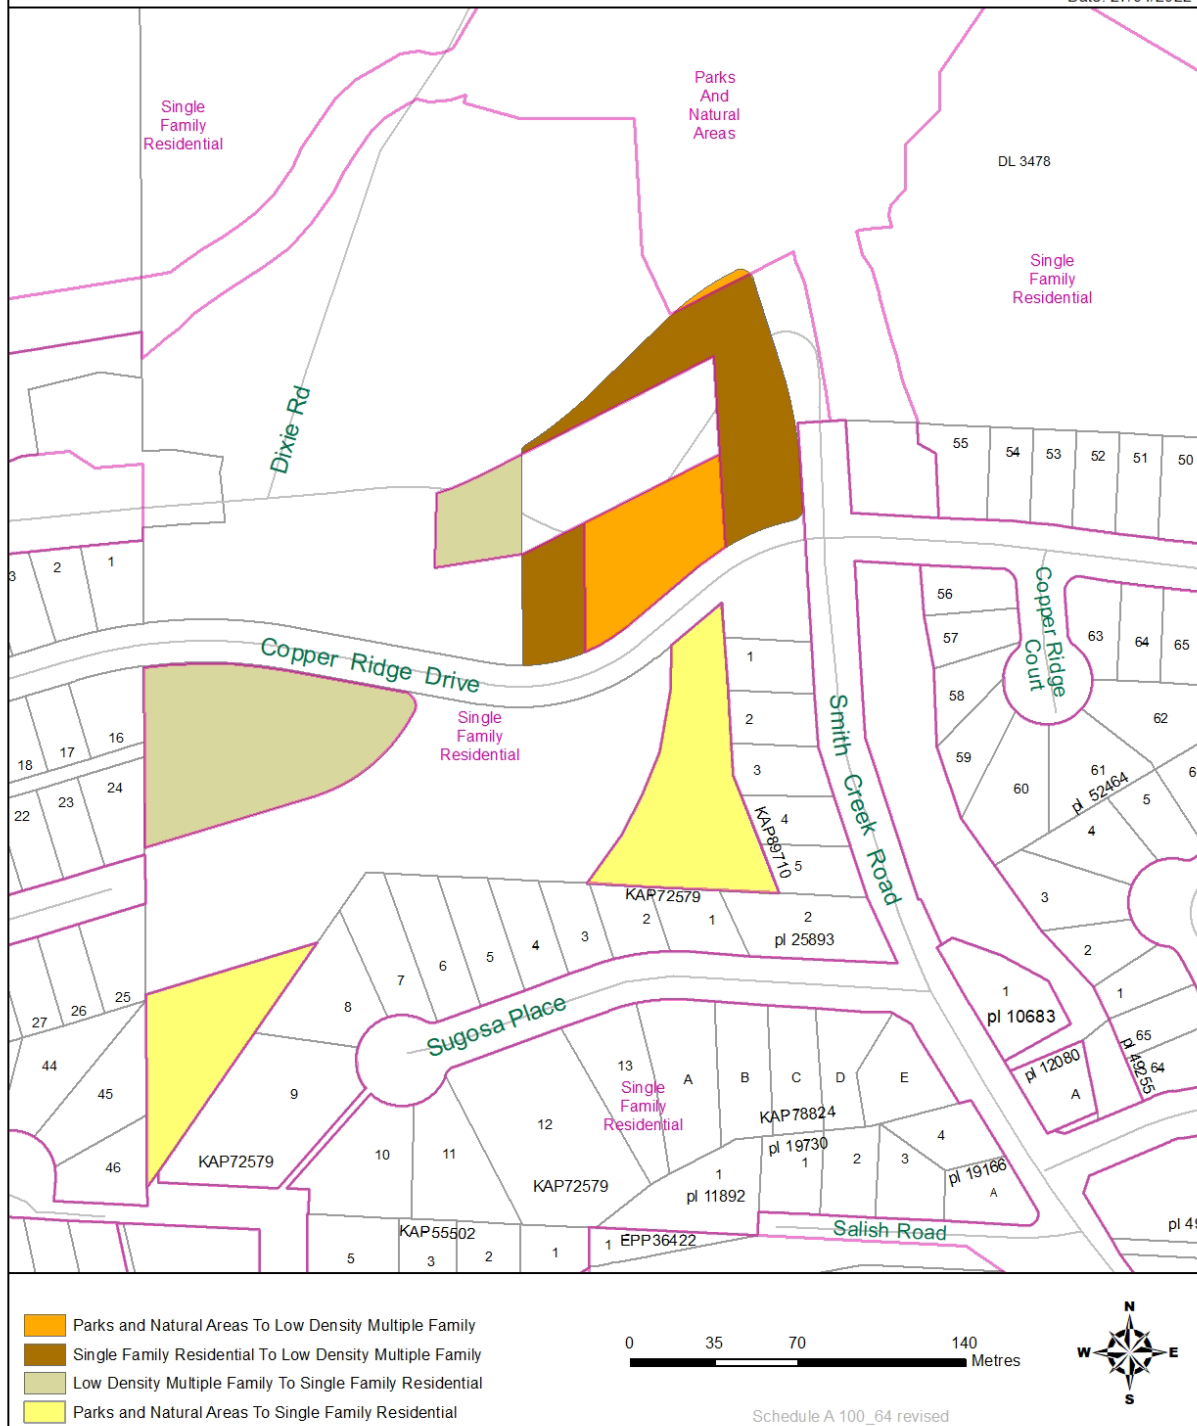 Single
Family
Residential
Parks
And
Natural
Areas
DL 3478
Single
Family
Residential
Dixie Rd
55
54
53
52
51
50
3
2
1
56
57
58
59
60
61
62
63
64
65
Copper Ridge
Court
Copper Ridge Drive
Single
Family
Residential
Smith Creek Road
1
2
3
4
5
KAP89710
16
17
18
22
23
24
pl 52464
6
5
4
3
2
1
KAP72579
2
1
2
pl 25893
3
4
5
6
7
8
9
25
26
27
44
45
46
Sugosa Place
1
pl 10683
pl 12080
A
65
64
pl 49255
13
Single
Family
Residential
A
B
C
D
E
KAP78824
12
11
10
KAP72579
KAP72579
pl 19730
1
2
3
4
pl 19166
A
1
pl 11892
Salish Road
pl 49
KAP55502
5
3
2
1
1
EPP36422
Parks and Natural Areas To Low Density Multiple Family
Single Family Residential To Low Density Multiple Family
Low Density Multiple Family To Single Family Residential
Parks and Natural Areas To Single Family Residential
0 35 70 140
Metres
N
W E
S
Schedule A 100_64 revised